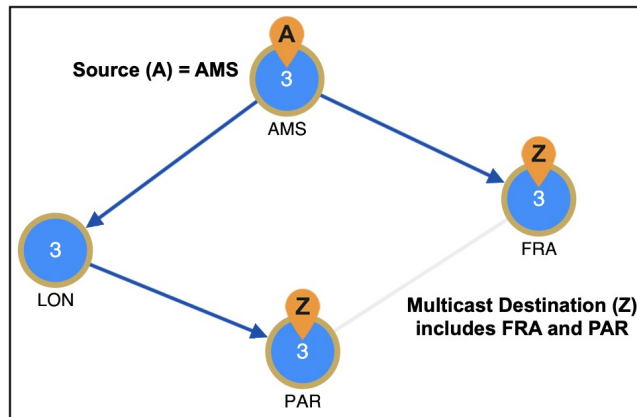 A
Source (A) = AMS
3
AMS
Z
3
FRA
3
LON
Z
Multicast Destination (Z)
includes FRA and PAR
3
PAR